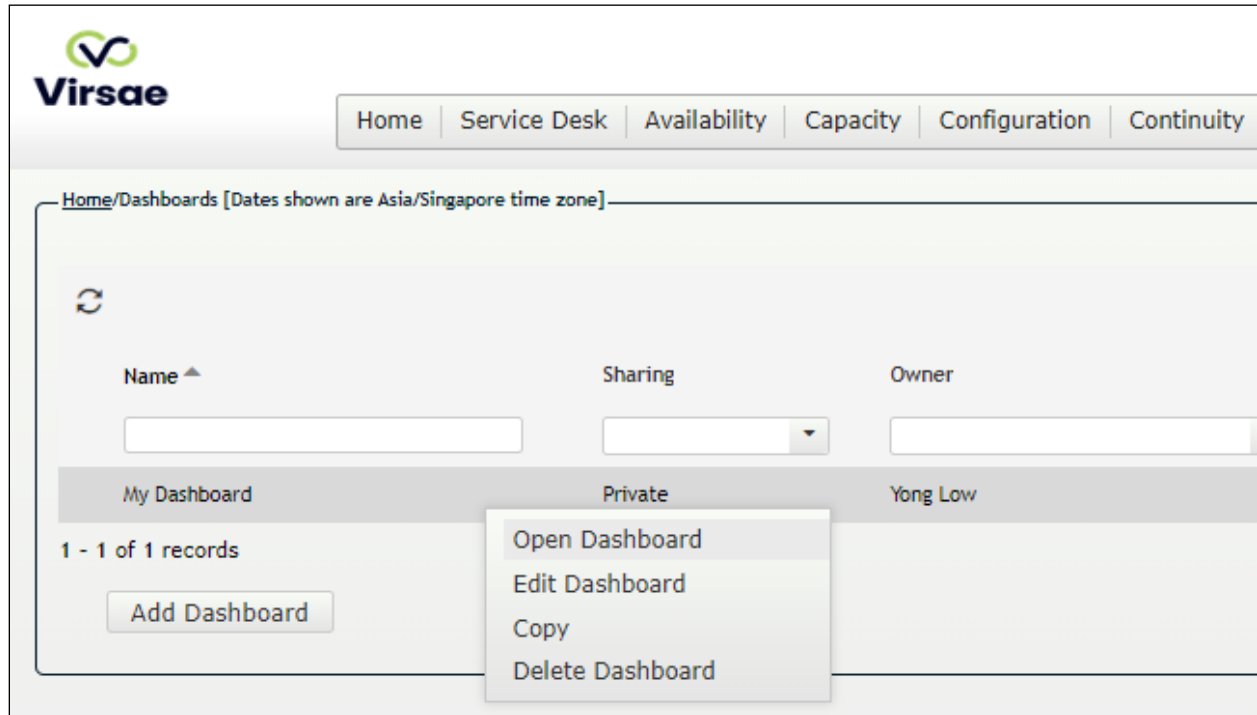 Virsae
Home Service Desk Availability Capacity Configuration Continuity
Home/Dashboards [Dates shown are Asia/Singapore time zone]
Name Sharing Owner
My Dashboard Private Yong Low
1 - 1 of 1 records
Add Dashboard
Open Dashboard
Edit Dashboard
Copy
Delete Dashboard